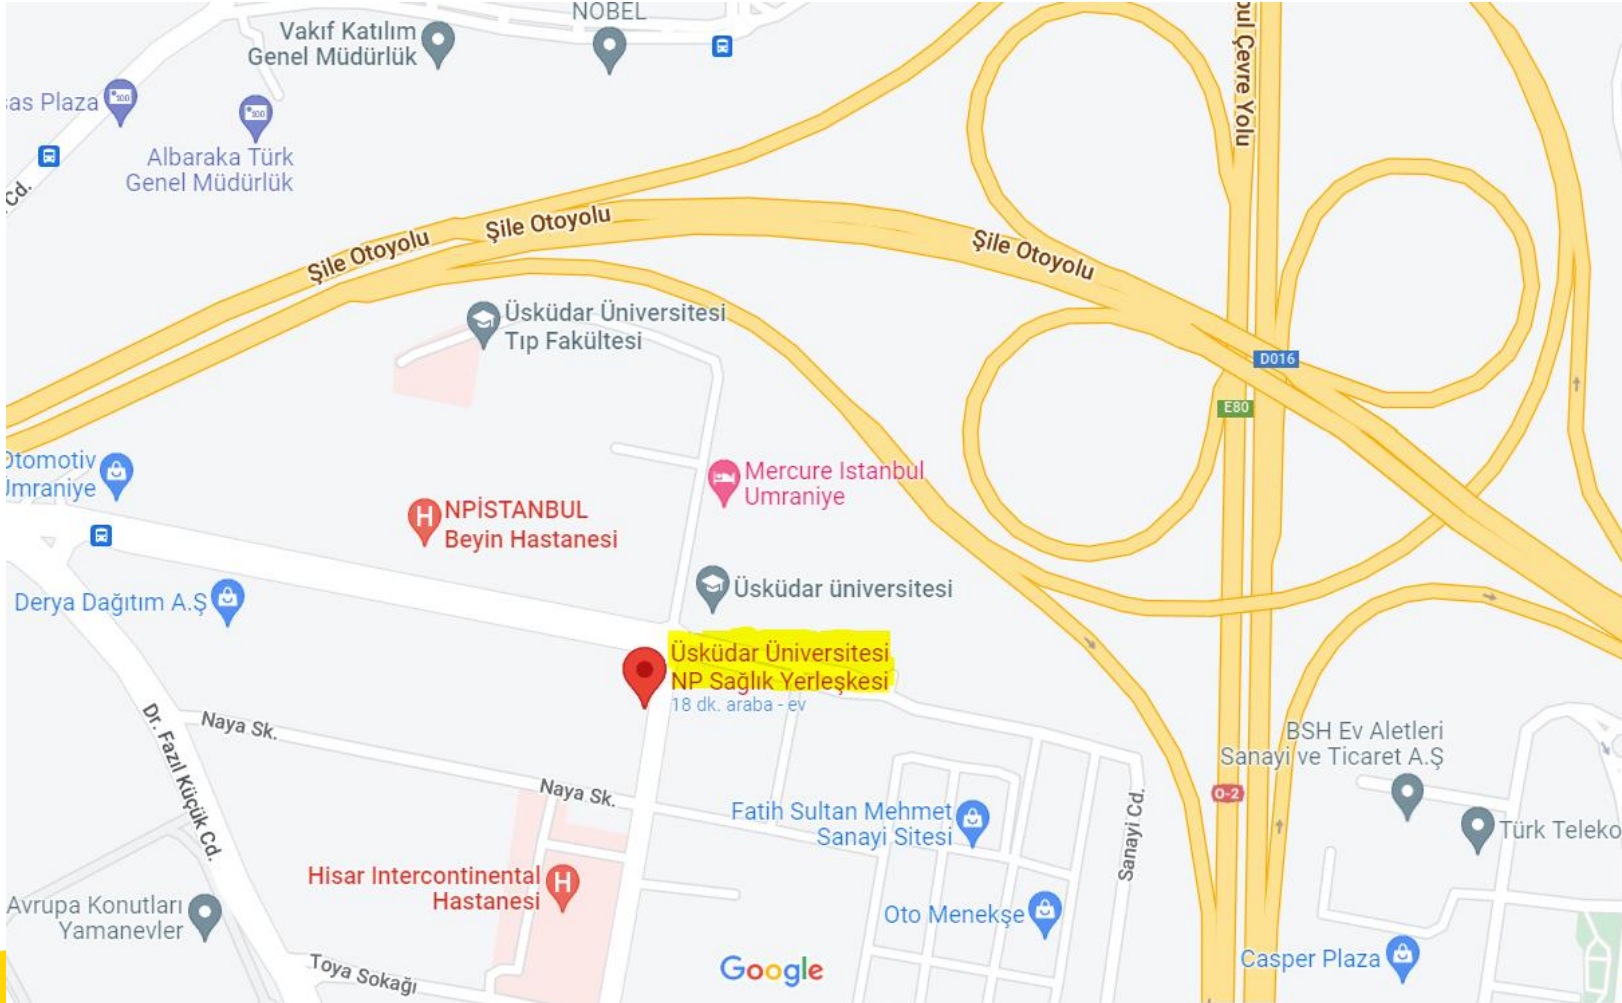 NOBEL
Vakıf Katılım
Genel Müdürlük
as Plaza
Albaraka Türk
Genel Müdürlük
Cd.
Çevre Yolu
Şile Otoyolu
Şile Otoyolu
Şile Otoyolu
Üsküdar Üniversitesi
Tıp Fakültesi
D016
E80
Otomotiv
Ümraniye
Mercure Istanbul
Umraniye
NPİSTANBUL
Beyin Hastanesi
Üsküdar üniversitesi
Derya Dağıtım A.Ş
Üsküdar Üniversitesi
NP Sağlık Yerleşkesi
18 dk. araba - ev
Naya Sk.
Dr. Fazıl Küçük Cd.
Naya Sk.
BSH Ev Aletleri
Sanayi ve Ticaret A.Ş
O-2
Fatih Sultan Mehmet
Sanayi Sitesi
Sanayi Cd.
Türk Teleko
Hisar Intercontinental
Hastanesi
Avrupa Konutları
Yamanevler
Oto Menekşe
Casper Plaza
Toya Sokağı
Google